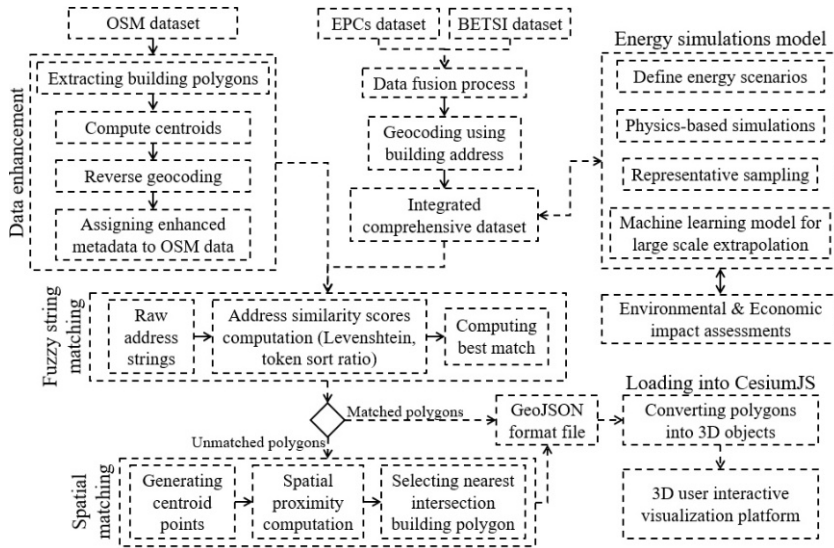 OSM dataset
EPCs dataset
BETSI dataset
Data enhancement
Extracting building polygons
Compute centroids
Reverse geocoding
Assigning enhanced
metadata to OSM data
Data fusion process
Geocoding using
building address
Integrated
comprehensive dataset
Energy simulations model
Define energy scenarios
Physics-based simulations
Representative sampling
Machine learning model for
large scale extrapolation
Environmental & Economic
impact assessments
Fuzzy string
matching
Raw
address
strings
Address similarity scores
computation (Levenshtein,
token sort ratio)
Computing
best match
Matched polygons
Unmatched polygons
GeoJSON
format file
Loading into CesiumJS
Converting polygons
into 3D objects
3D user interactive
visualization platform
Spatial
matching
Generating
centroid
points
Spatial
proximity
computation
Selecting nearest
intersection
building polygon